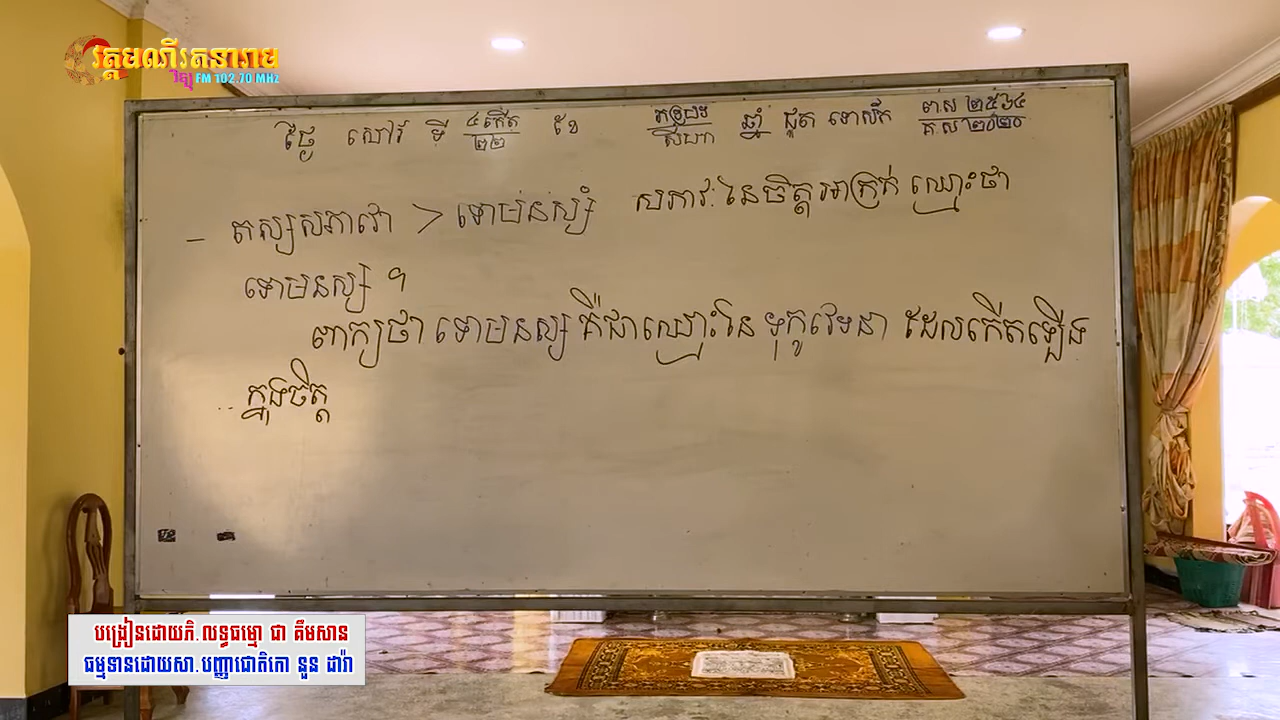 វត្តមណីរតនារាម
វិទ្យុ FM 102.70 MHz
ថ្ងៃ សៅរ៍ ទី ៤កើត ២២ ខែ ភទ្របទ សីហា ឆ្នាំ ជូត ទោស័ក ព.ស ២៥៦៤ គ.ស ២០២០
– តស្សសភាវោ > ទោមនស្សំ សភាវៈនៃចិត្តអាក្រក់ ឈ្មោះថា
ទោមនស្ស ។
ពាក្យថា ទោមនស្ស គឺជាឈ្មោះនៃ ទុក្ខវេទនា ដែលកើតឡើង
ក្នុងចិត្ត
បង្រៀនដោយភិ.លទ្ធធម្មោ ជា គឹមសាន
ធម្មទានដោយសា.បញ្ញាជោតិកោ នួន ដារ៉ា